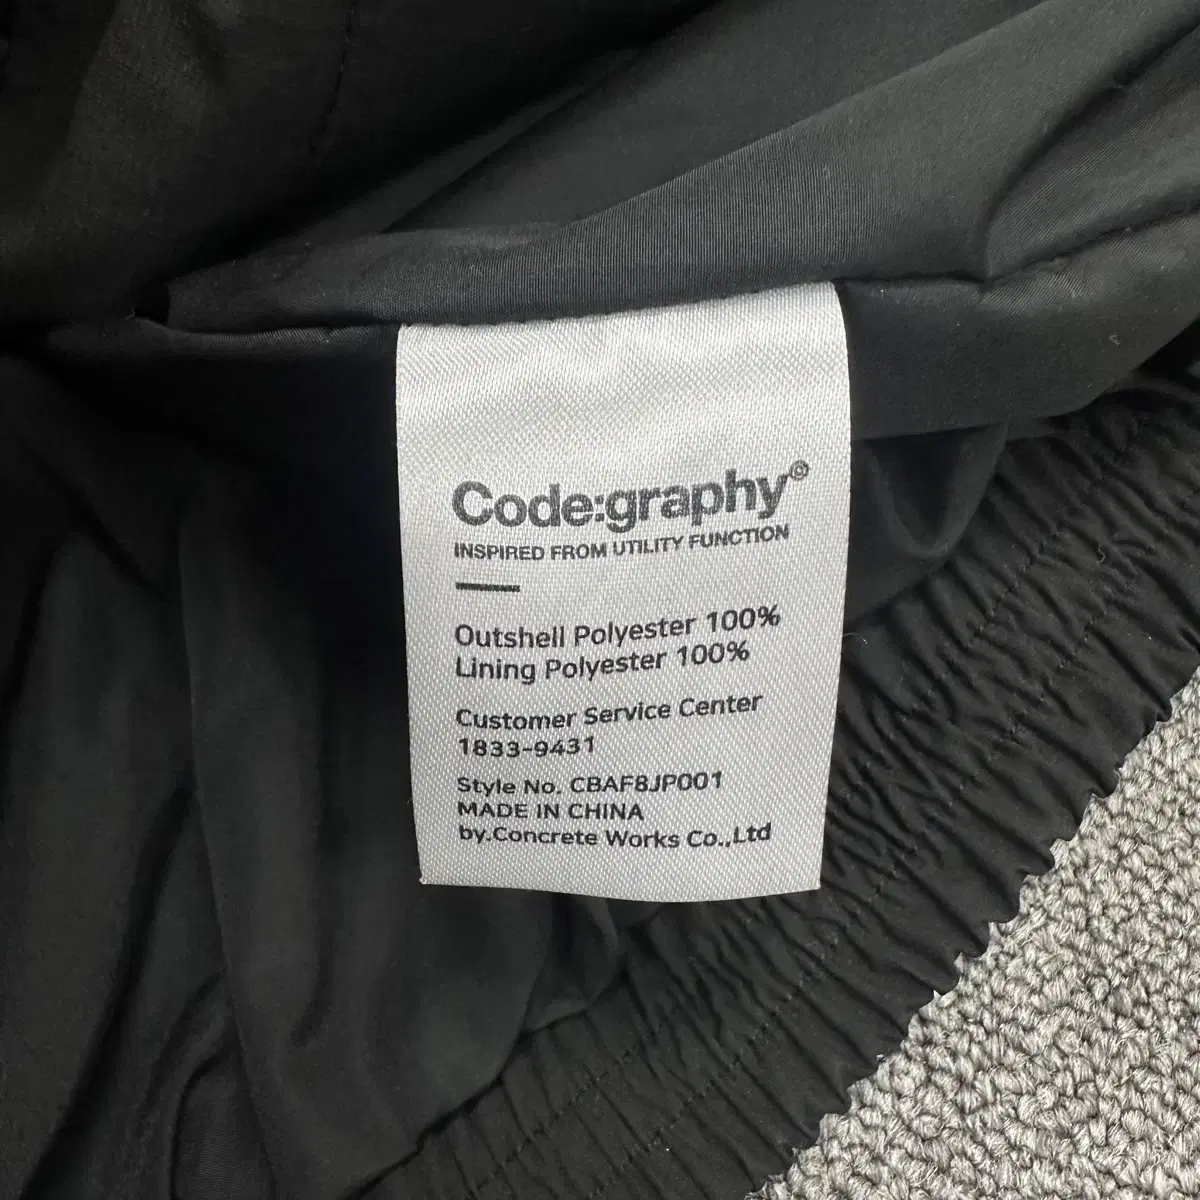 Code:graphy®
INSPIRED FROM UTILITY FUNCTION
Outshell Polyester 100%
Lining Polyester 100%
Customer Service Center
1833-9431
Style No. CBAF8JP001
MADE IN CHINA
by.Concrete Works Co.,Ltd